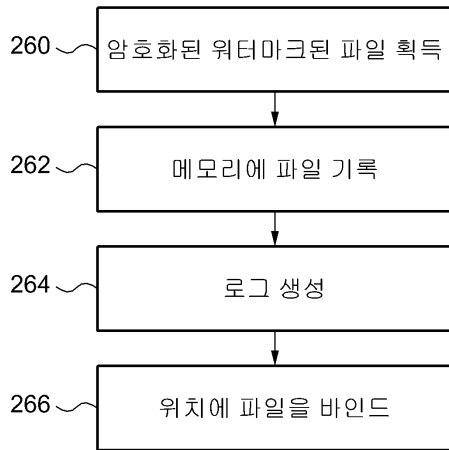 260 암호화된 워터마크된 파일 획득
262 메모리에 파일 기록
264 로그 생성
266 위치에 파일을 바인드